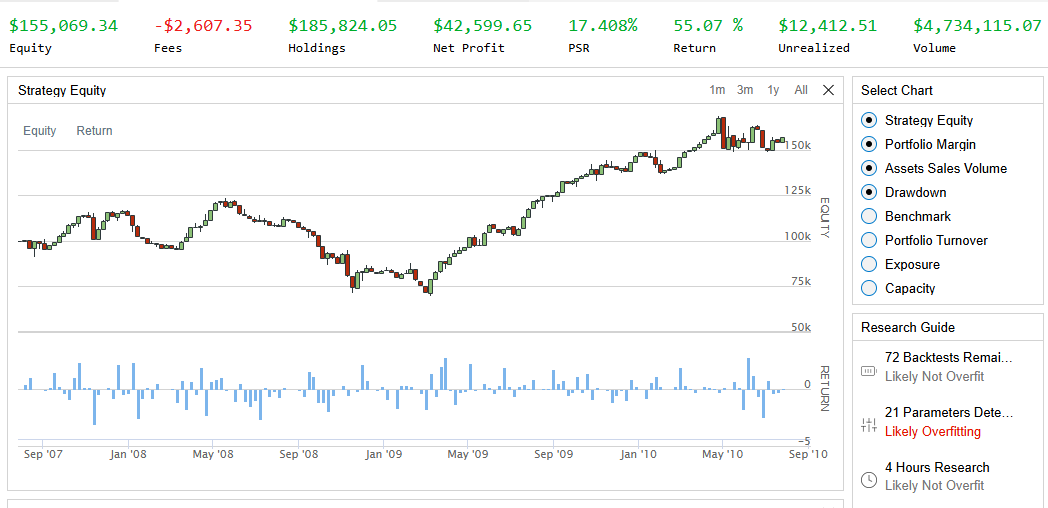 $155,069.34 -$2,607.35 $185,824.05 $42,599.65 17.408% 55.07 % $12,412.51 $4,734,115.07
Equity Fees Holdings Net Profit PSR Return Unrealized Volume
Strategy Equity 1m 3m 1y All
Equity Return
150k
125k
100k
75k
50k
EQUITY
0
-5
RETURN
Sep '07 Jan '08 May '08 Sep '08 Jan '09 May '09 Sep '09 Jan '10 May '10 Sep '10
Select Chart
Strategy Equity
Portfolio Margin
Assets Sales Volume
Drawdown
Benchmark
Portfolio Turnover
Exposure
Capacity
Research Guide
72 Backtests Remai...
Likely Not Overfit
21 Parameters Dete...
Likely Overfitting
4 Hours Research
Likely Not Overfit